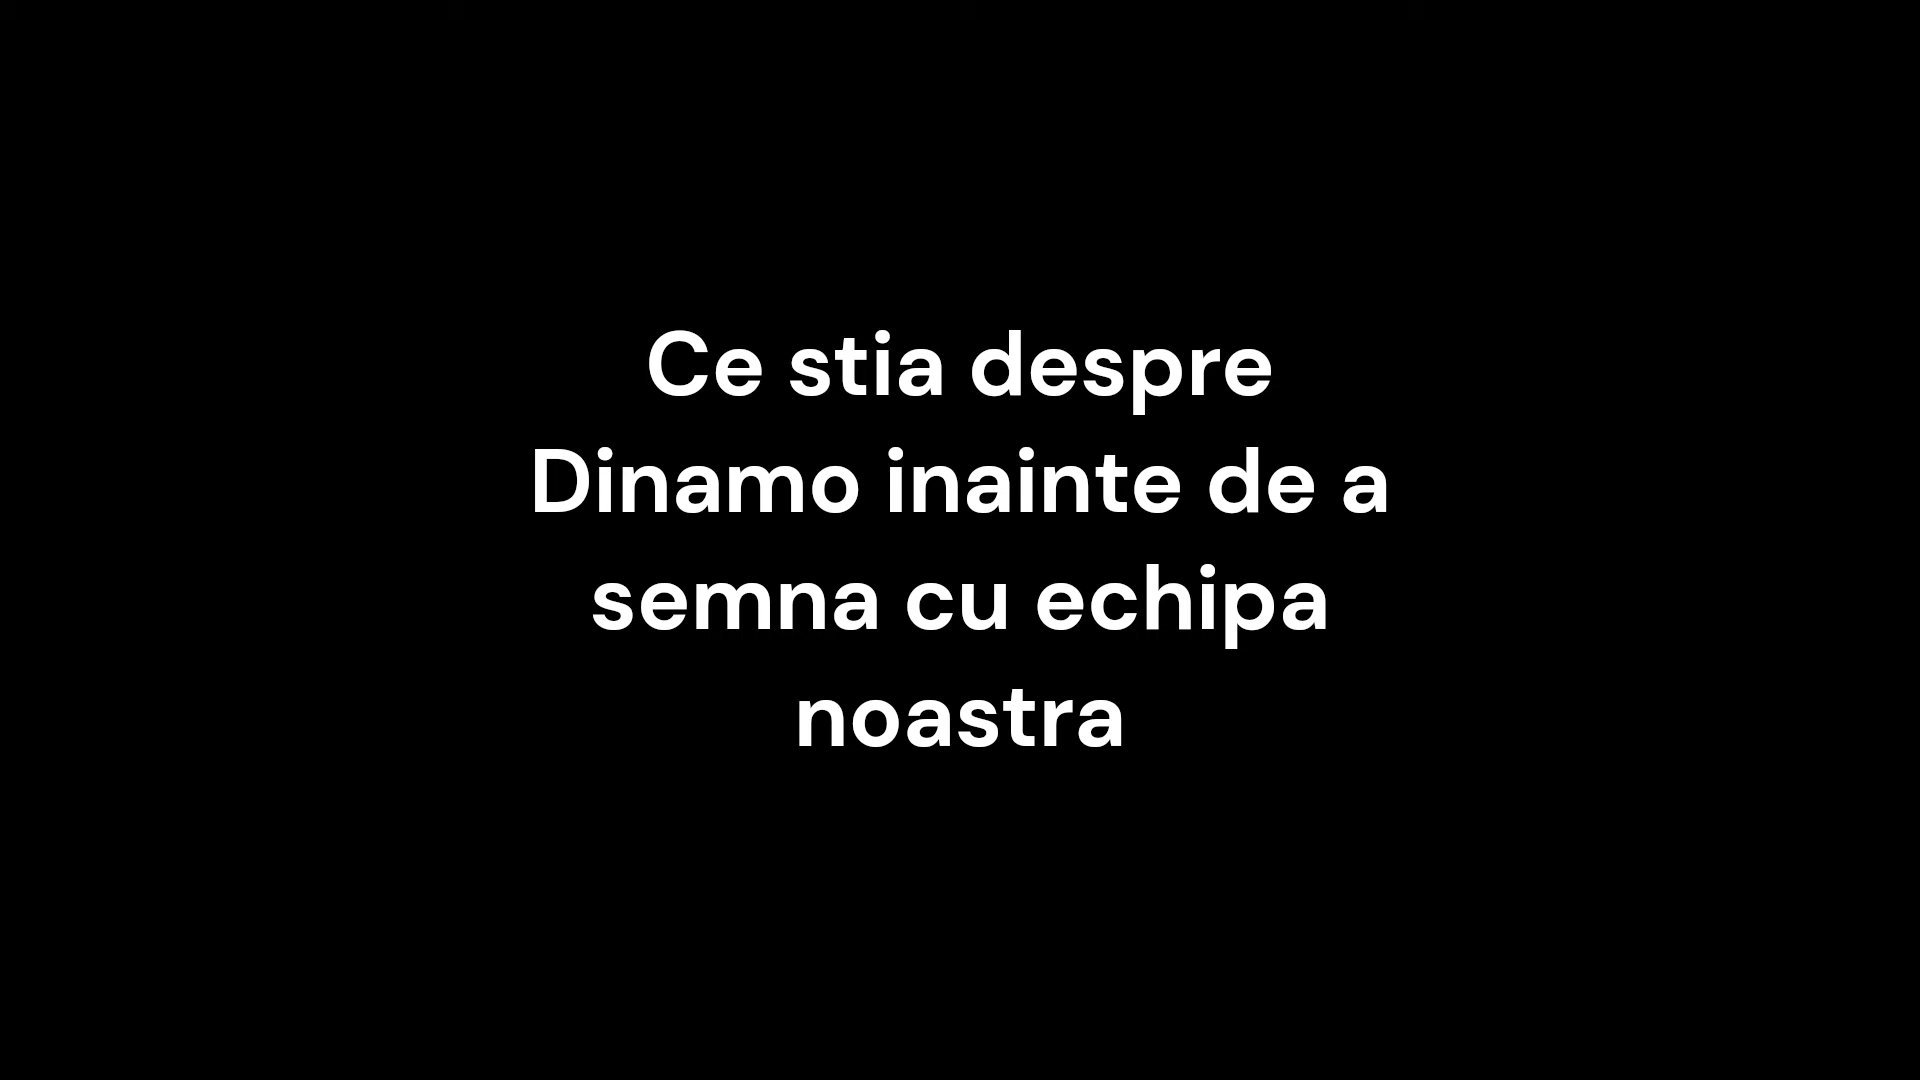 Ce stia despre
Dinamo inainte de a
semna cu echipa
noastra